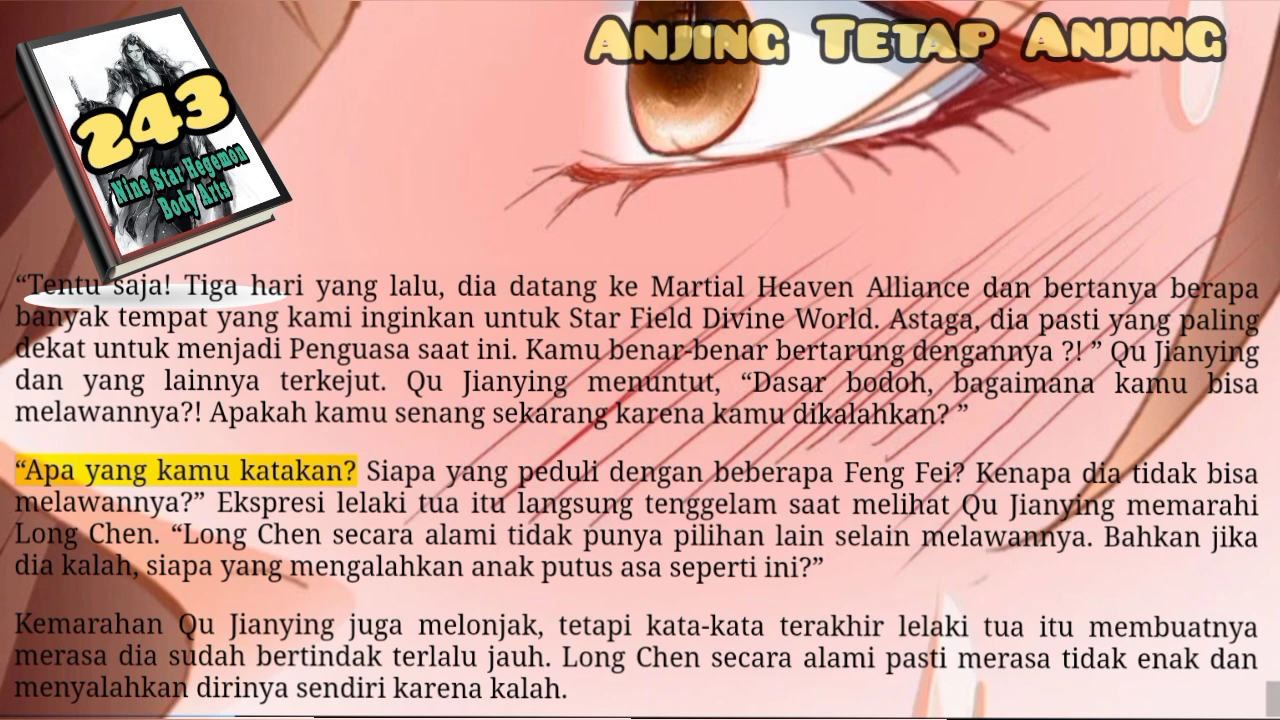 Anjing Tetap Anjing
243
Nine Star Hegemon
Body Arts
“Tentu saja! Tiga hari yang lalu, dia datang ke Martial Heaven Alliance dan bertanya berapa
banyak tempat yang kami inginkan untuk Star Field Divine World. Astaga, dia pasti yang paling
dekat untuk menjadi Penguasa saat ini. Kamu benar-benar bertarung dengannya ?! ” Qu Jianying
dan yang lainnya terkejut. Qu Jianying menuntut, “Dasar bodoh, bagaimana kamu bisa
melawannya?! Apakah kamu senang sekarang karena kamu dikalahkan? ”
“Apa yang kamu katakan? Siapa yang peduli dengan beberapa Feng Fei? Kenapa dia tidak bisa
melawannya?” Ekspresi lelaki tua itu langsung tenggelam saat melihat Qu Jianying memarahi
Long Chen. “Long Chen secara alami tidak punya pilihan lain selain melawannya. Bahkan jika
dia kalah, siapa yang mengalahkan anak putus asa seperti ini?”
Kemarahan Qu Jianying juga melonjak, tetapi kata-kata terakhir lelaki tua itu membuatnya
merasa dia sudah bertindak terlalu jauh. Long Chen secara alami pasti merasa tidak enak dan
menyalahkan dirinya sendiri karena kalah.